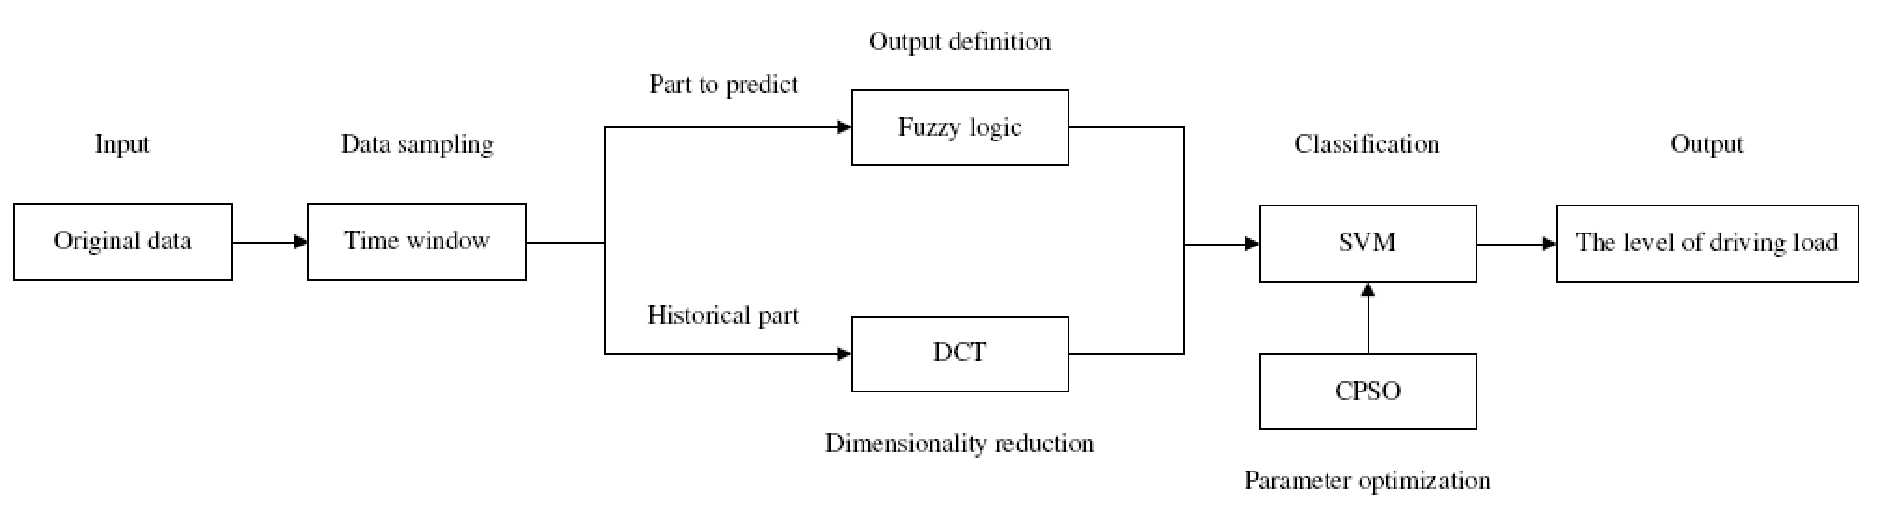 Input
Original data
Data sampling
Time window
Part to predict
Output definition
Fuzzy logic
Historical part
DCT
Dimensionality reduction
Classification
SVM
CPSO
Parameter optimization
Output
The level of driving load